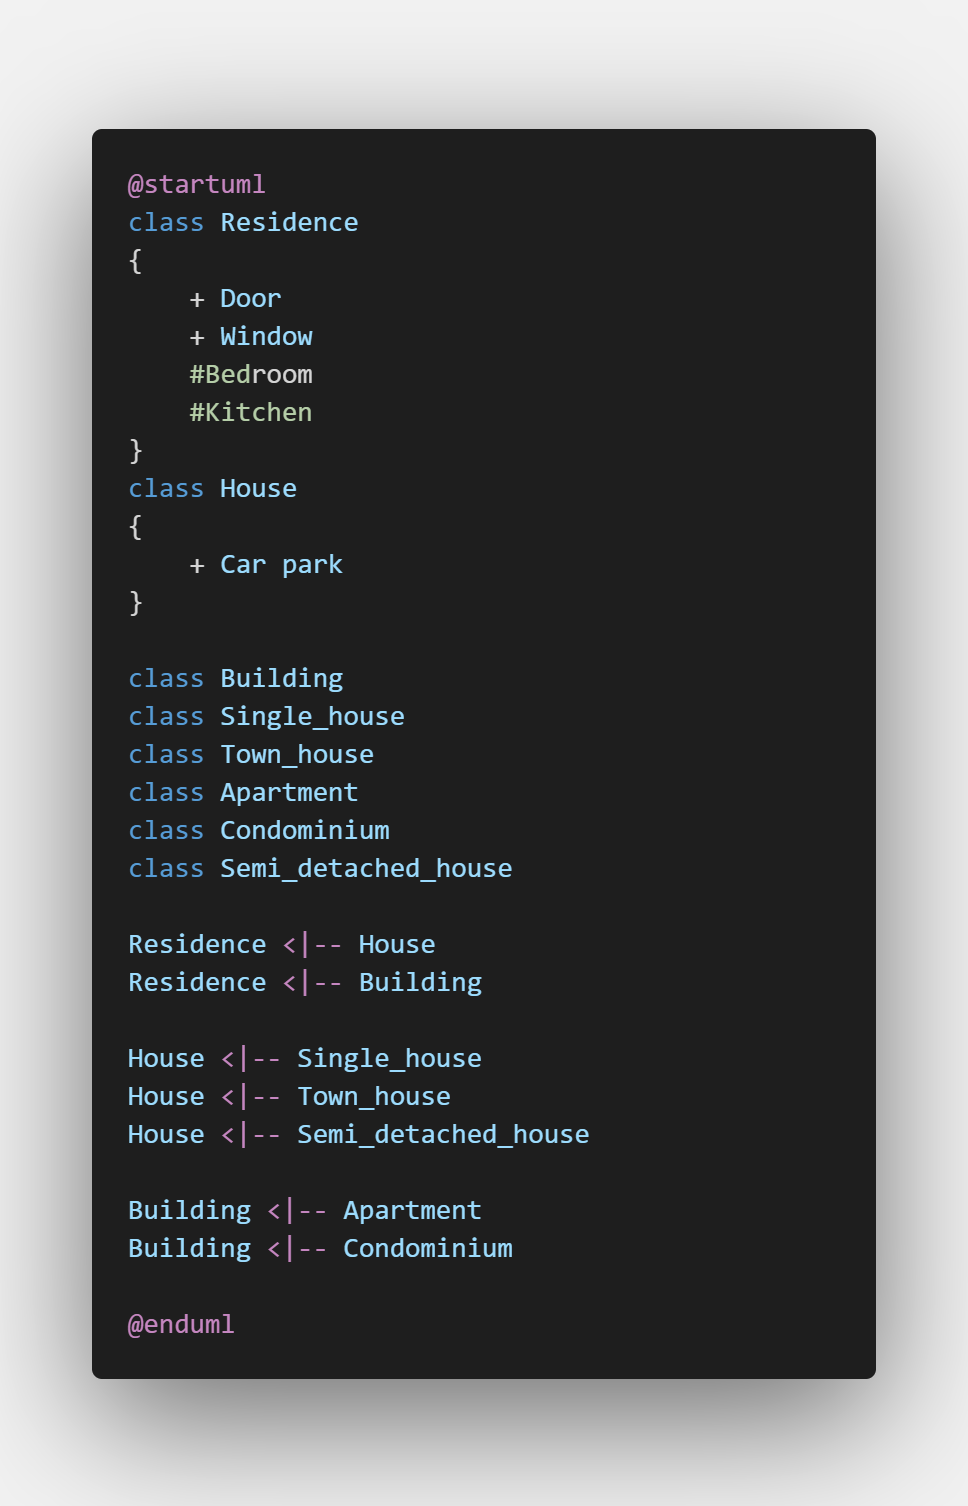 @startuml
class Residence
{
    + Door
    + Window
    #Bedroom
    #Kitchen
}
class House
{
    + Car park
}

class Building
class Single_house
class Town_house
class Apartment
class Condominium
class Semi_detached_house

Residence <|-- House
Residence <|-- Building

House <|-- Single_house
House <|-- Town_house
House <|-- Semi_detached_house

Building <|-- Apartment
Building <|-- Condominium

@enduml